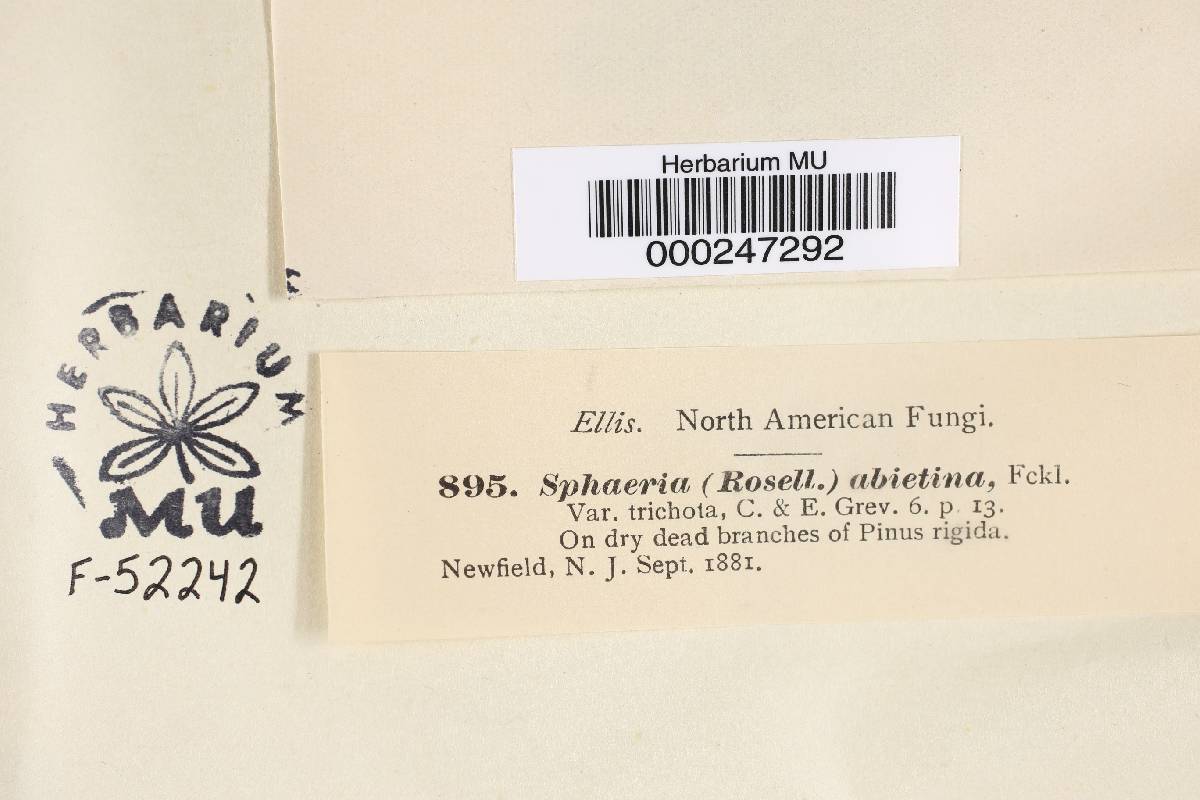 Herbarium MU
000247292
HERBARIUM
MU
F-52242
Ellis. North American Fungi.
895. Sphaeria (Rosell.) abietina, Fckl.
Var. trichota, C. & E. Grev. 6. p. 13.
On dry dead branches of Pinus rigida.
Newfield, N. J. Sept. 1881.